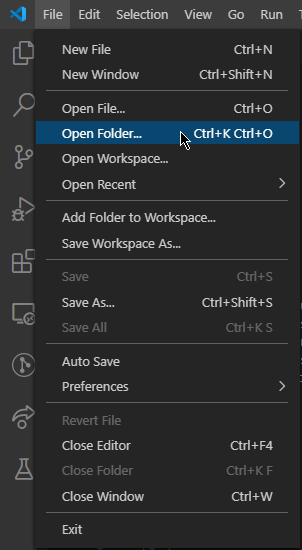 File Edit Selection View Go Run
New File Ctrl+N
New Window Ctrl+Shift+N
Open File... Ctrl+O
Open Folder... Ctrl+K Ctrl+O
Open Workspace...
Open Recent
Add Folder to Workspace...
Save Workspace As...
Save Ctrl+S
Save As... Ctrl+Shift+S
Save All Ctrl+K S
Auto Save
Preferences
Revert File
Close Editor Ctrl+F4
Close Folder Ctrl+K F
Close Window Ctrl+W
Exit